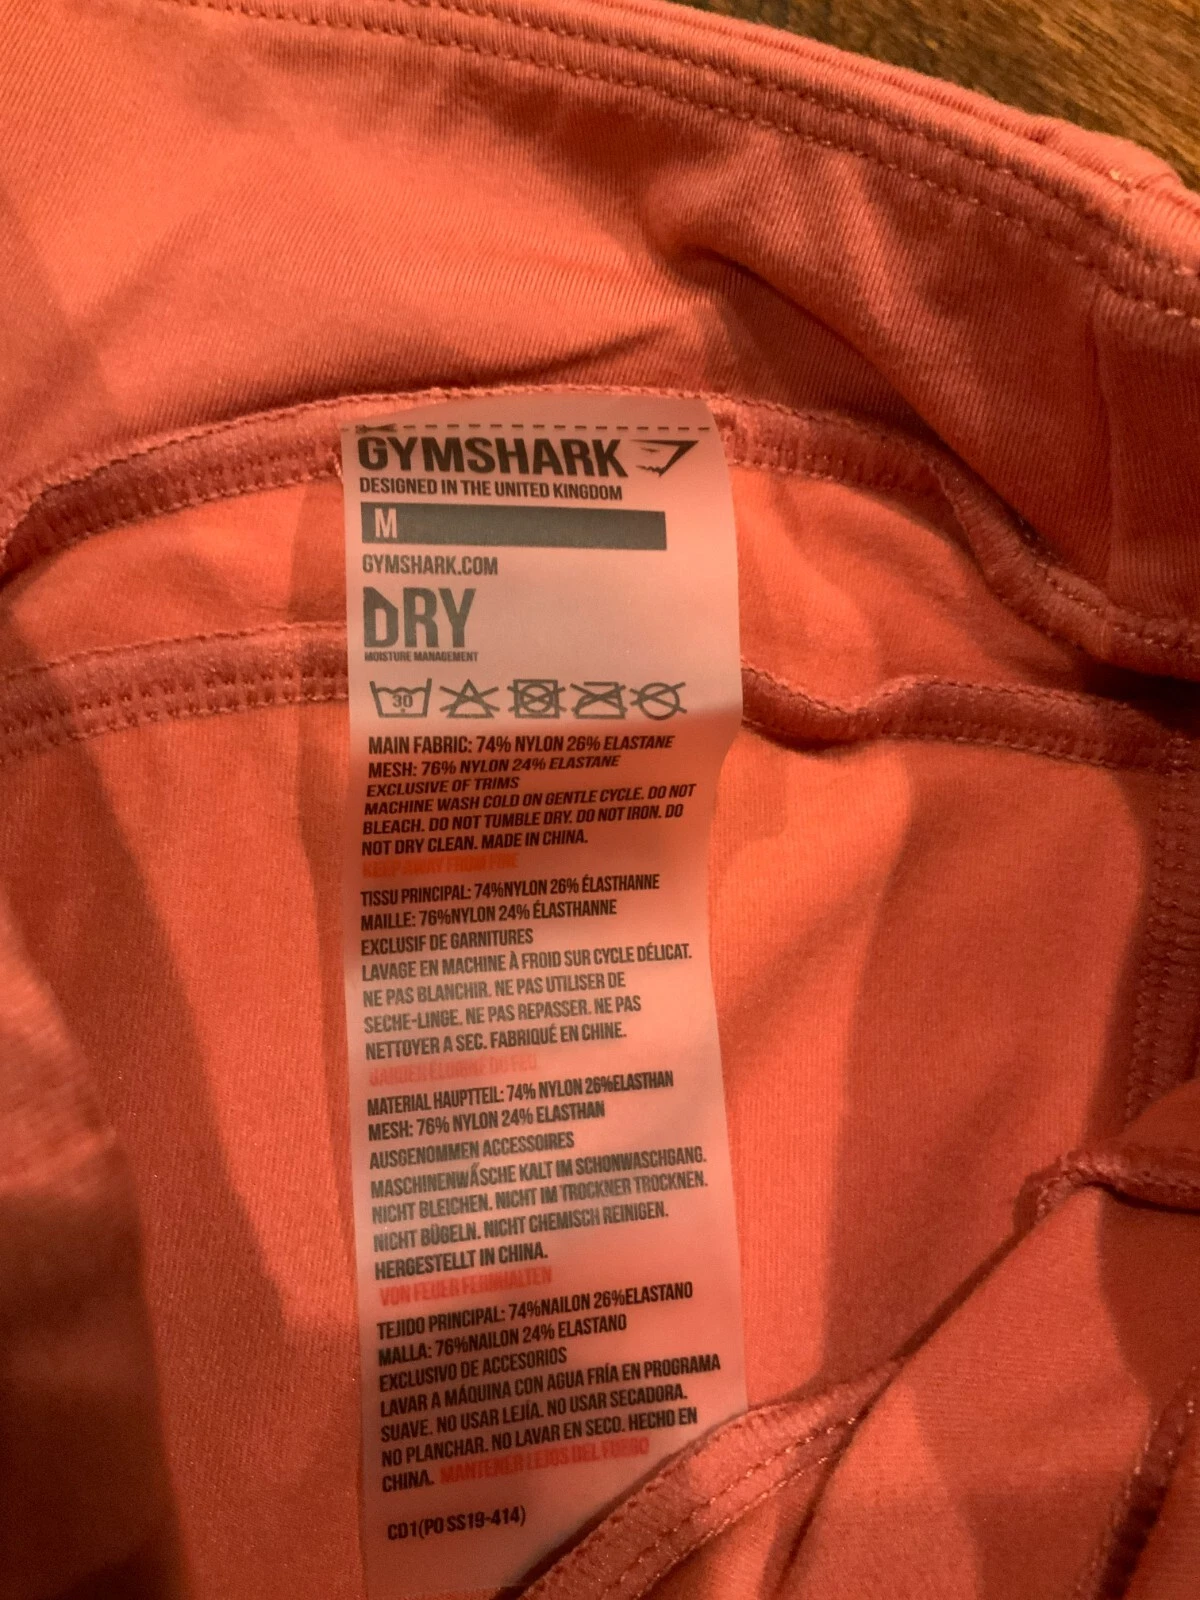 GYMSHARK
DESIGNED IN THE UNITED KINGDOM
M
GYMSHARK.COM
DRY
MOISTURE MANAGEMENT
30
MAIN FABRIC: 74% NYLON 26% ELASTANE
MESH: 76% NYLON 24% ELASTANE
EXCLUSIVE OF TRIMS
MACHINE WASH COLD ON GENTLE CYCLE. DO NOT
BLEACH. DO NOT TUMBLE DRY. DO NOT IRON. DO
NOT DRY CLEAN. MADE IN CHINA.
KEEP AWAY FROM FIRE
TISSU PRINCIPAL: 74%NYLON 26% ÉLASTHANNE
MAILLE: 76%NYLON 24% ÉLASTHANNE
EXCLUSIF DE GARNITURES
LAVAGE EN MACHINE À FROID SUR CYCLE DÉLICAT.
NE PAS BLANCHIR. NE PAS UTILISER DE
SECHE-LINGE. NE PAS REPASSER. NE PAS
NETTOYER A SEC. FABRIQUÉ EN CHINE.
GARDER ÉLOIGNÉ DU FEU
MATERIAL HAUPTTEIL: 74% NYLON 26%ELASTHAN
MESH: 76% NYLON 24% ELASTHAN
AUSGENOMMEN ACCESSOIRES
MASCHINENWÄSCHE KALT IM SCHONWASCHGANG.
NICHT BLEICHEN. NICHT IM TROCKNER TROCKNEN.
NICHT BÜGELN. NICHT CHEMISCH REINIGEN.
HERGESTELLT IN CHINA.
VON FEUER FERNHALTEN
TEJIDO PRINCIPAL: 74%NAILON 26%ELASTANO
MALLA: 76%NAILON 24% ELASTANO
EXCLUSIVO DE ACCESORIOS
LAVAR A MÁQUINA CON AGUA FRÍA EN PROGRAMA
SUAVE. NO USAR LEJÍA. NO USAR SECADORA.
NO PLANCHAR. NO LAVAR EN SECO. HECHO EN
CHINA. MANTENER LEJOS DEL FUEGO
CD1(PO SS19-414)